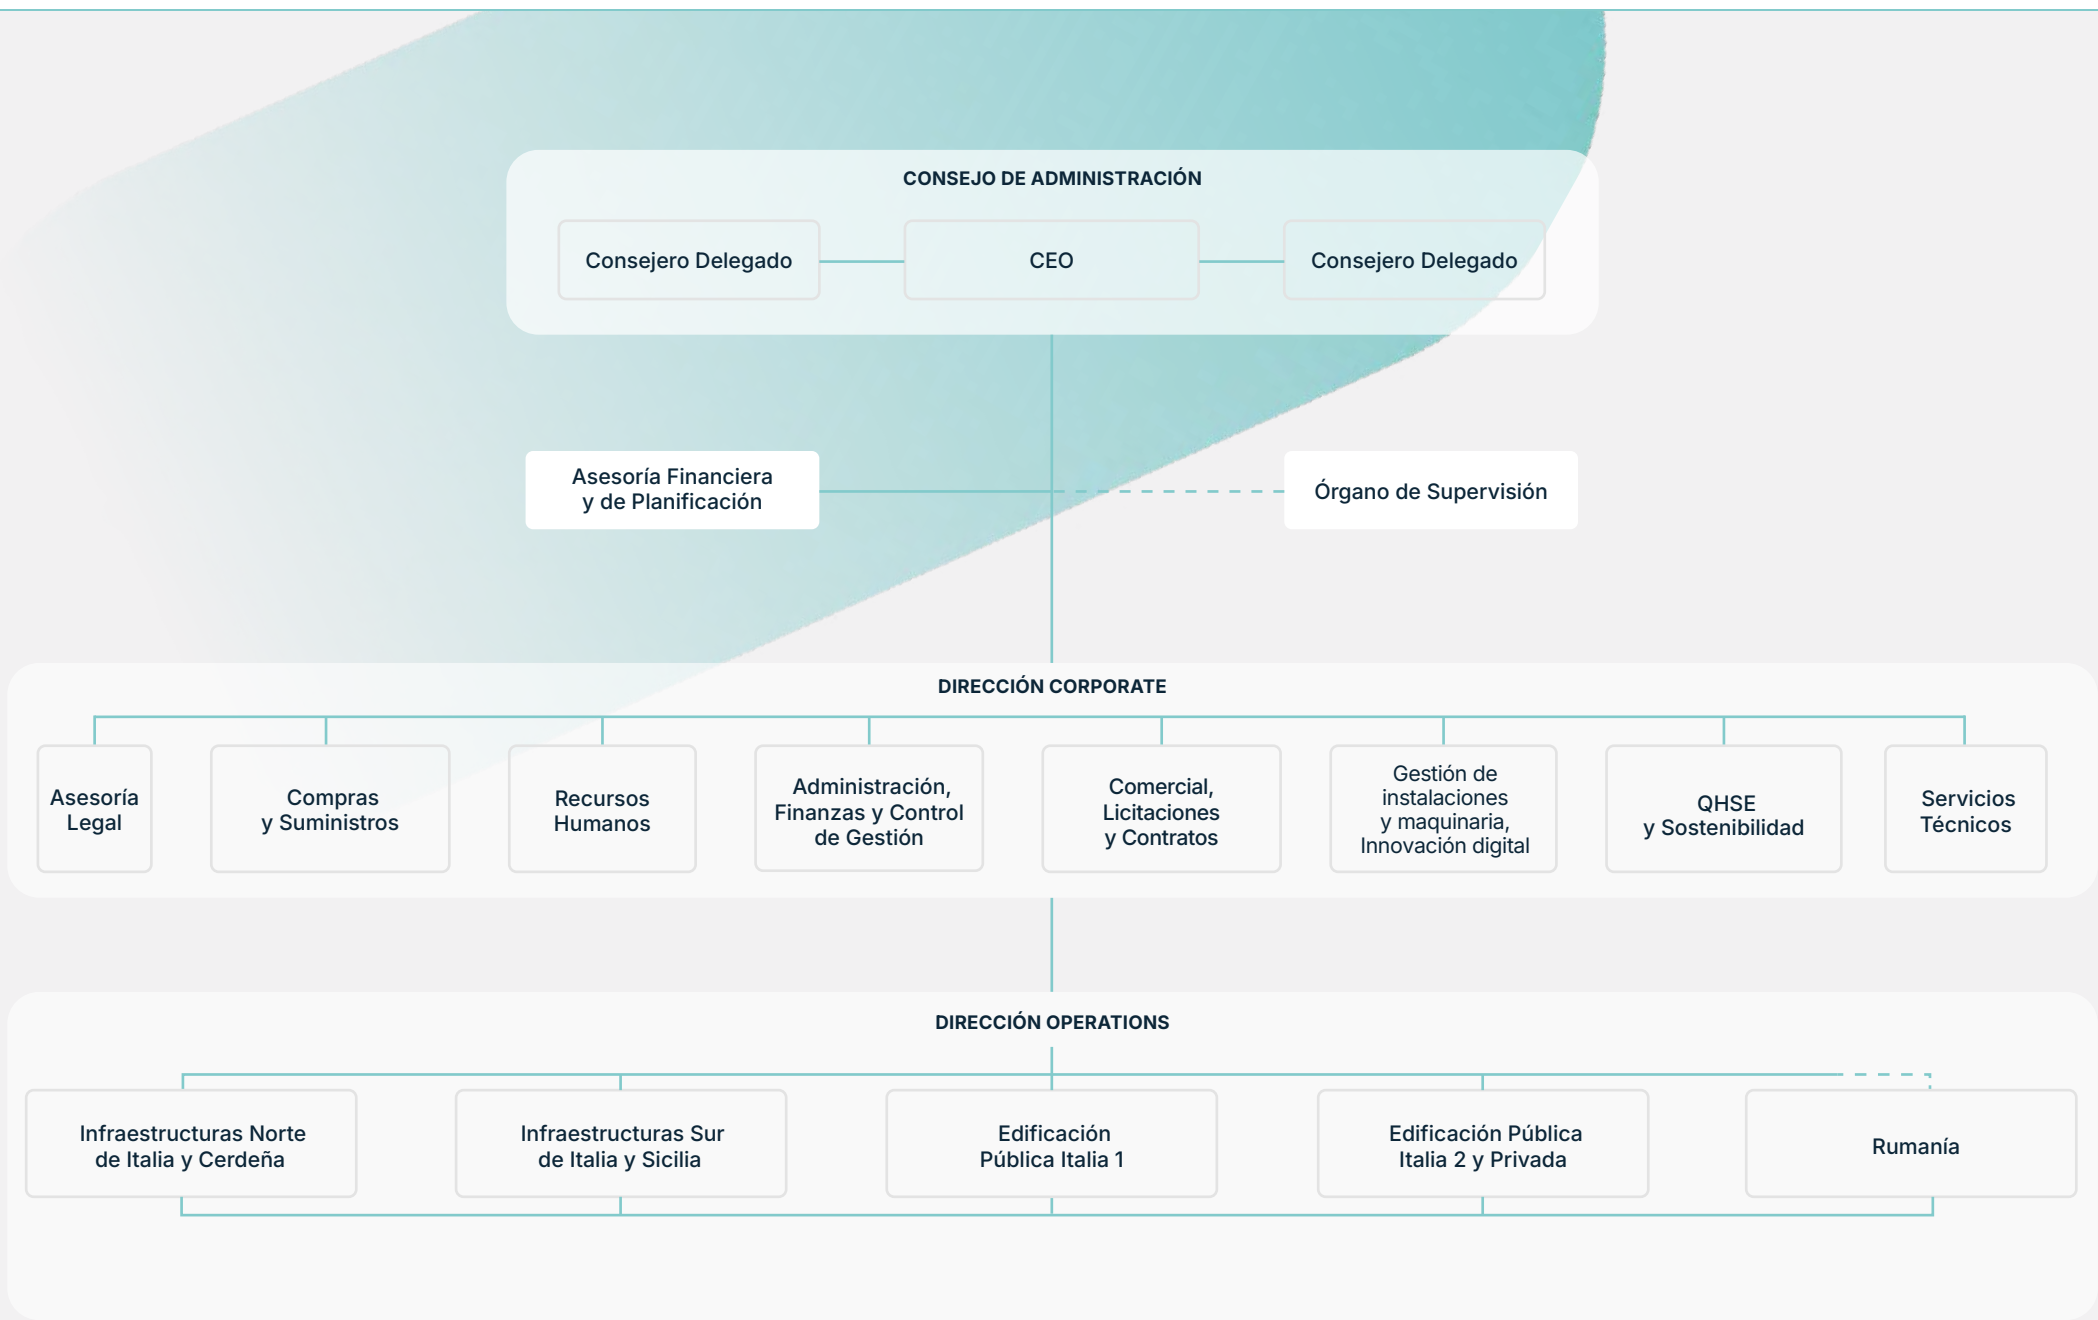 CONSEJO DE ADMINISTRACIÓN
Consejero Delegado
CEO
Consejero Delegado
Asesoría Financiera
y de Planificación
Órgano de Supervisión
DIRECCIÓN CORPORATE
Asesoría
Legal
Compras
y Suministros
Recursos
Humanos
Administración,
Finanzas y Control
de Gestión
Comercial,
Licitaciones
y Contratos
Gestión de
instalaciones
y maquinaria,
Innovación digital
QHSE
y Sostenibilidad
Servicios
Técnicos
DIRECCIÓN OPERATIONS
Infraestructuras Norte
de Italia y Cerdeña
Infraestructuras Sur
de Italia y Sicilia
Edificación
Pública Italia 1
Edificación Pública
Italia 2 y Privada
Rumanía